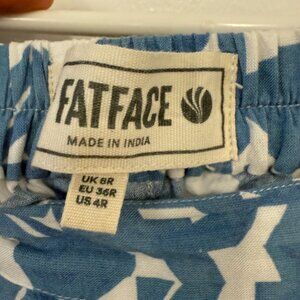 FATFACE
MADE IN INDIA
UK 8R
EU 36R
US 4R